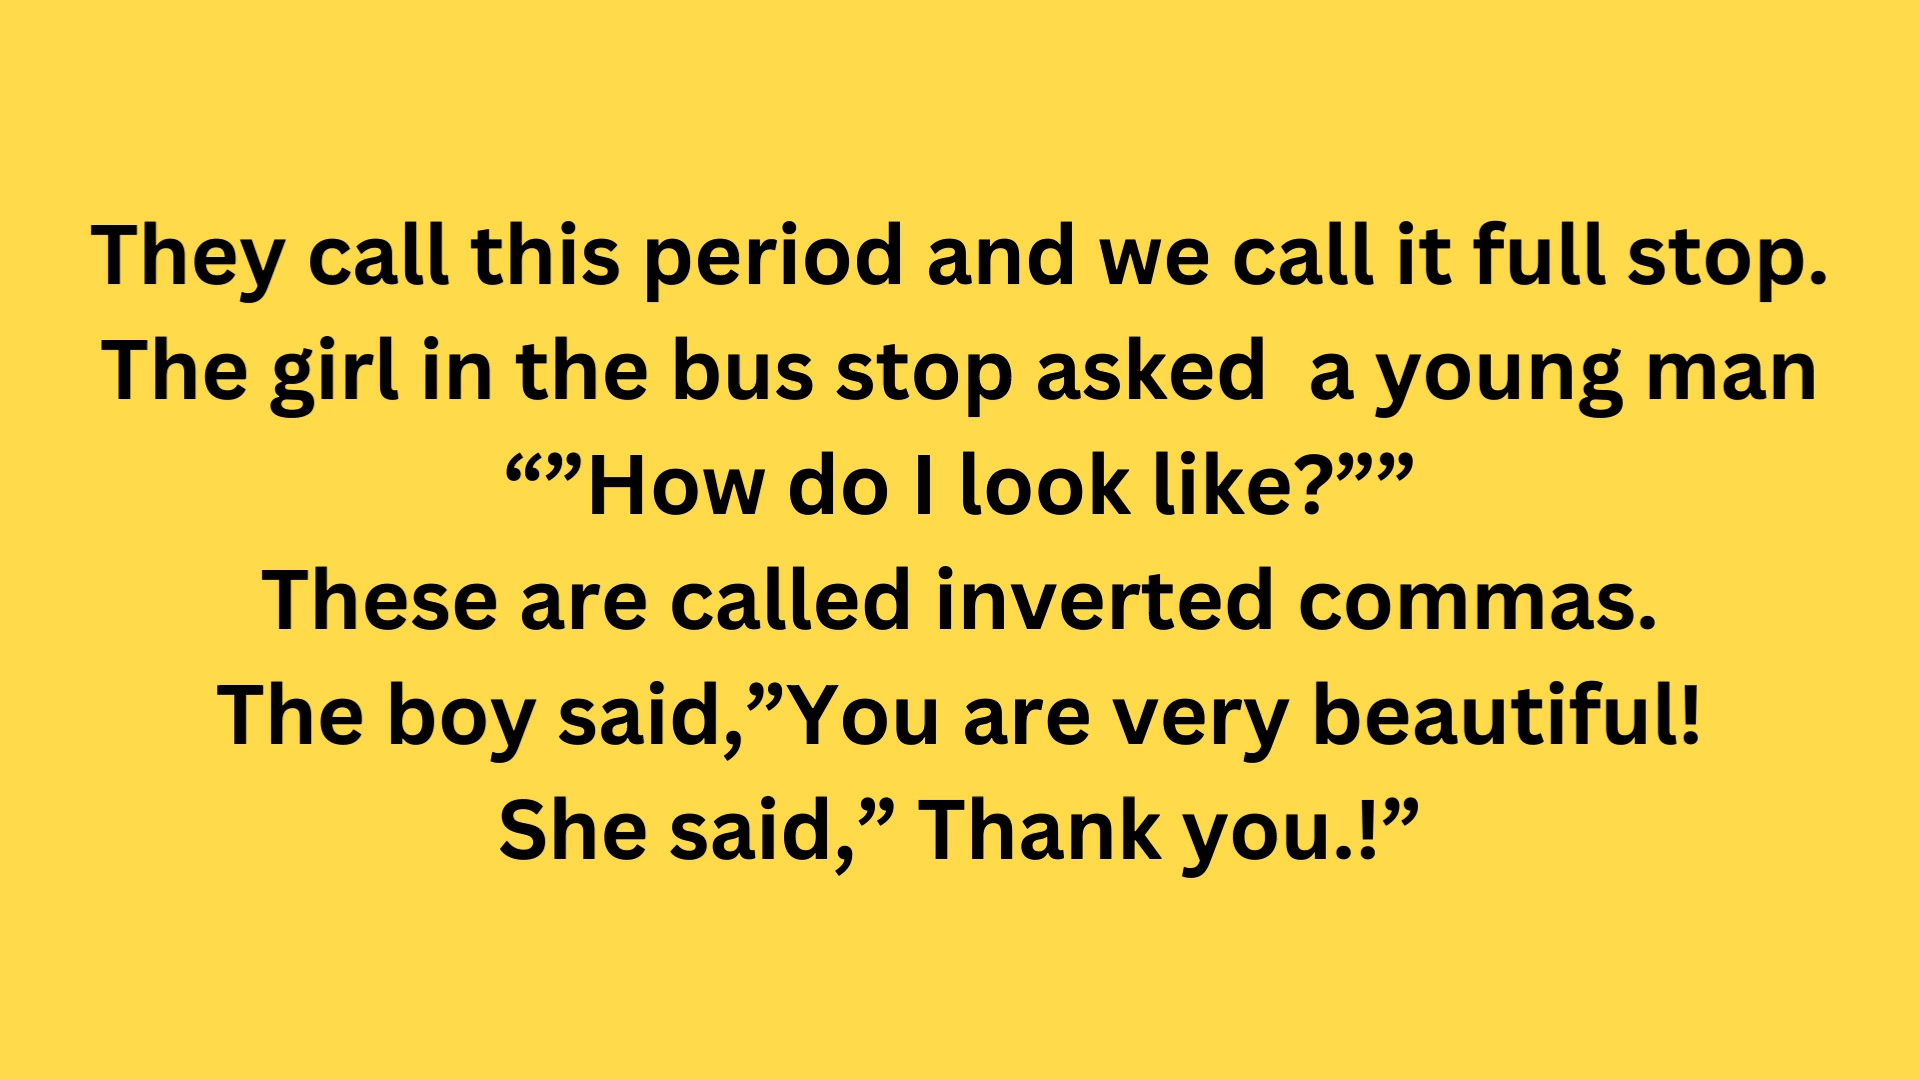 They call this period and we call it full stop.
The girl in the bus stop asked  a young man
“”How do I look like?””
These are called inverted commas.
The boy said,”You are very beautiful!
She said,” Thank you.!”